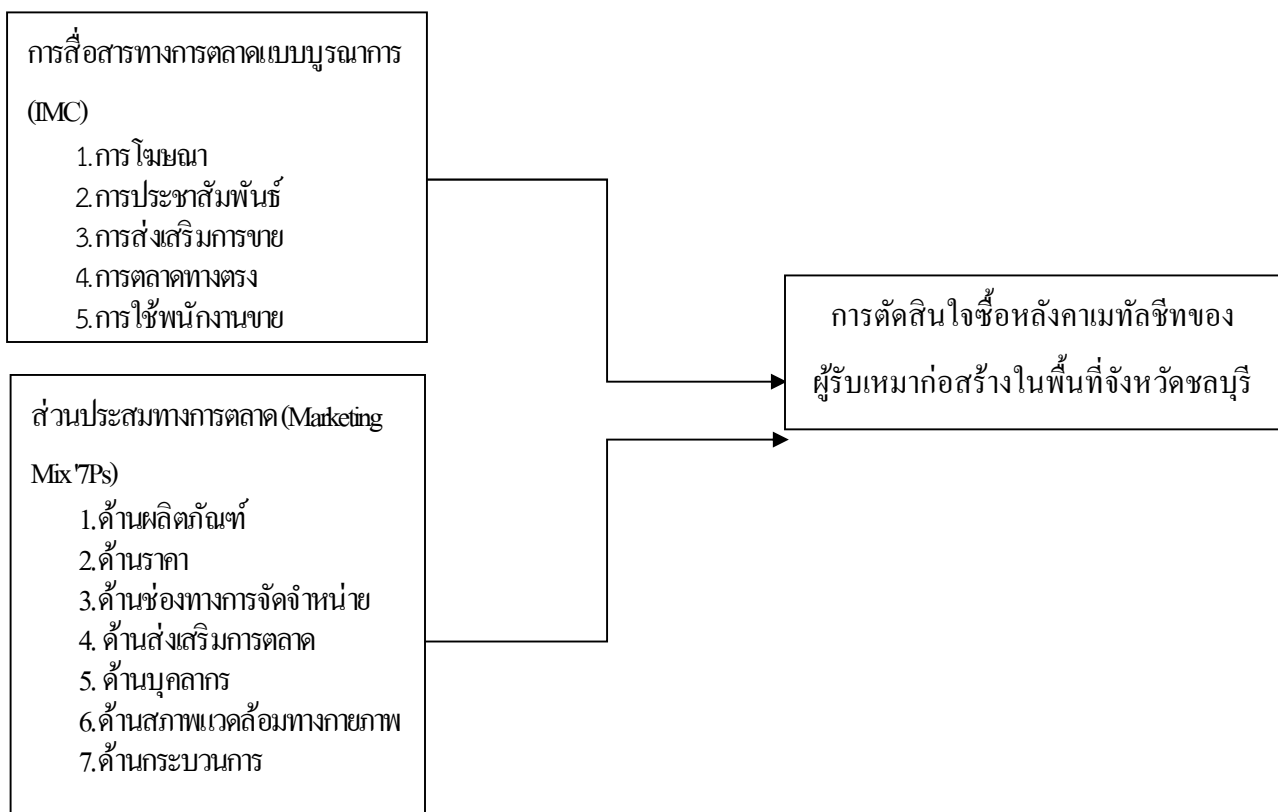 การสื่อสารทางการตลาดแบบบูรณาการ
(IMC)
1.การโฆษณา
2.การประชาสัมพันธ์
3.การส่งเสริมการขาย
4.การตลาดทางตรง
5.การใช้พนักงานขาย
ส่วนประสมทางการตลาด (Marketing
Mix '7Ps)
1.ด้านผลิตภัณฑ์
2.ด้านราคา
3.ด้านช่องทางการจัดจำหน่าย
4. ด้านส่งเสริมการตลาด
5. ด้านบุคลากร
6.ด้านสภาพแวดล้อมทางกายภาพ
7.ด้านกระบวนการ
การตัดสินใจซื้อหลังคาเมทัลชีทของ
ผู้รับเหมาก่อสร้างในพื้นที่จังหวัดชลบุรี